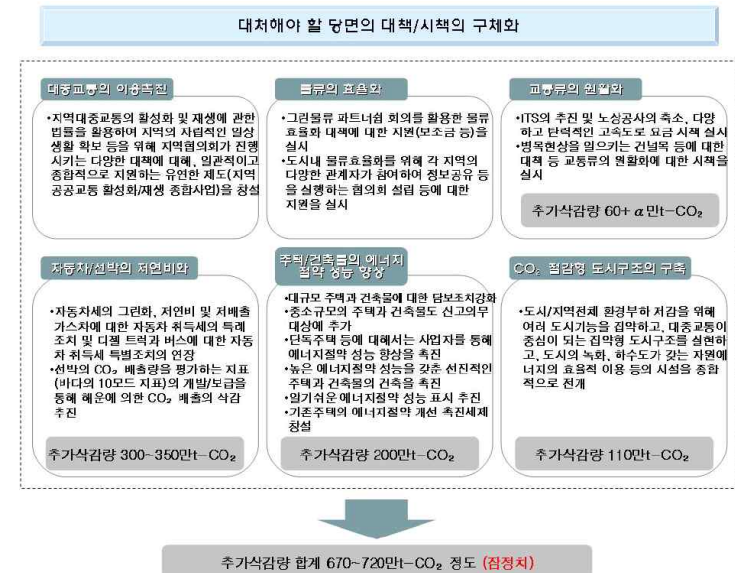 대처해야 할 당면의 대책/시책의 구체화
대중교통의 이용촉진
•지역대중교통의 활성화 및 재생에 관한
법률을 활용하여 지역의 자립적인 일상
생활 확보 등을 위해 지역협의회가 진행
시키는 다양한 대책에 대해, 일관적이고
종합적으로 지원하는 유연한 제도(지역
공공교통 활성화/재생 종합사업)을 창설
물류의 효율화
•그린물류 파트너쉽 회의를 활용한 물류
효율화 대책에 대한 지원(보조금 등)을
실시
•도시내 물류효율화를 위해 각 지역의
다양한 관계자가 참여하여 정보공유 등
을 실행하는 협의회 설립 등에 대한
지원을 실시
교통류의 원활화
•ITS의 추진 및 노상공사의 축소, 다양
하고 탄력적인 고속도로 요금 시책 실시
•병목현상을 일으키는 건널목 등에 대한
대책 등 교통류의 원활화에 대한 시책을
실시
추가삭감량 60+α만t-CO₂
자동차/선박의 저연비화
•자동차세의 그린화, 저연비 및 저배출
가스차에 대한 자동차 취득세의 특례
조치 및 디젤 트럭과 버스에 대한 자동
차 취득세 특별조치의 연장
•선박의 CO₂ 배출량을 평가하는 지표
(바다의 10모드 지표)의 개발/보급을
통해 해운에 의한 CO₂ 배출의 삭감
추진
추가삭감량 300~350만t-CO₂
주택/건축물의 에너지
절약 성능 향상
•대규모 주택과 건축물에 대한 담보조치강화
•중소규모의 주택과 건축물도 신고의무
대상에 추가
•단독주택 등에 대해서는 사업자를 통해
에너지절약 성능 향상을 촉진
•높은 에너지절약 성능을 갖춘 선진적인
주택과 건축물의 건축을 촉진
•알기쉬운 에너지절약 성능 표시 추진
•기존주택의 에너지절약 개선 촉진세제
창설
추가삭감량 200만t-CO₂
CO₂ 절감형 도시구조의 구축
•도시/지역전체 환경부하 저감을 위해
여러 도시기능을 집약하고, 대중교통이
중심이 되는 집약형 도시구조를 실현하
고, 도시의 녹화, 하수도가 갖는 자원에
너지의 효율적 이용 등의 시설을 종합
적으로 전개
추가삭감량 110만t-CO₂
추가삭감량 합계 670~720만t-CO₂ 정도 (잠정치)